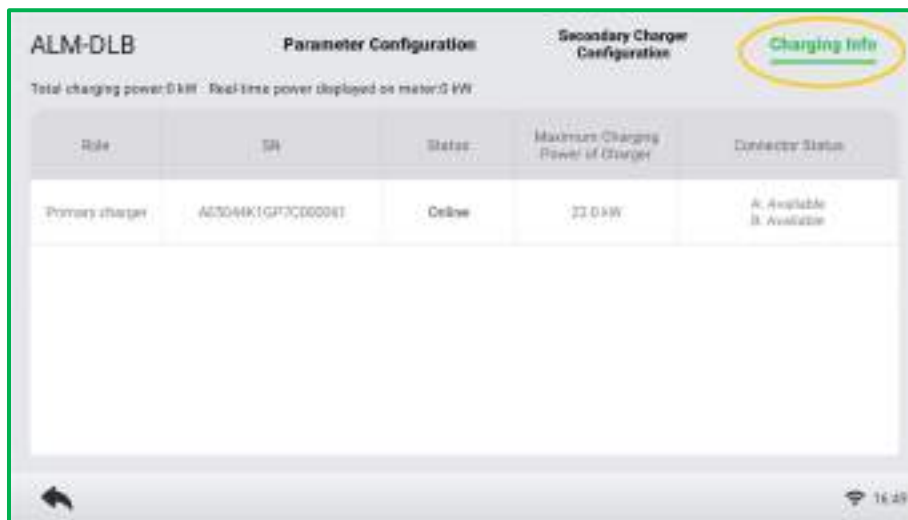 ALM-DLB
Parameter Configuration
Secondary Charger
Configuration
Charging Info
Total charging power:0 kW Real-time power displayed on meter:0 kW
Role
SN
Status
Maximum Charging
Power of Charger
Connector Status
Primary charger
Online
22.0 kW
A: Available
B: Available
16:49